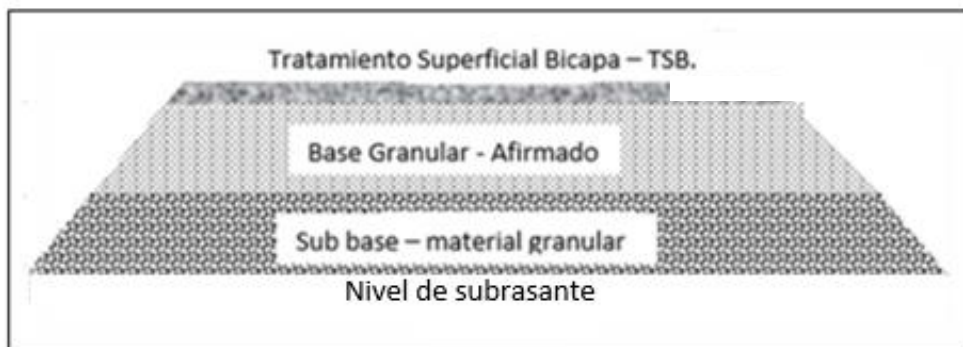 Tratamiento Superficial Bicapa – TSB.
Base Granular - Afirmado
Sub base – material granular
Nivel de subrasante